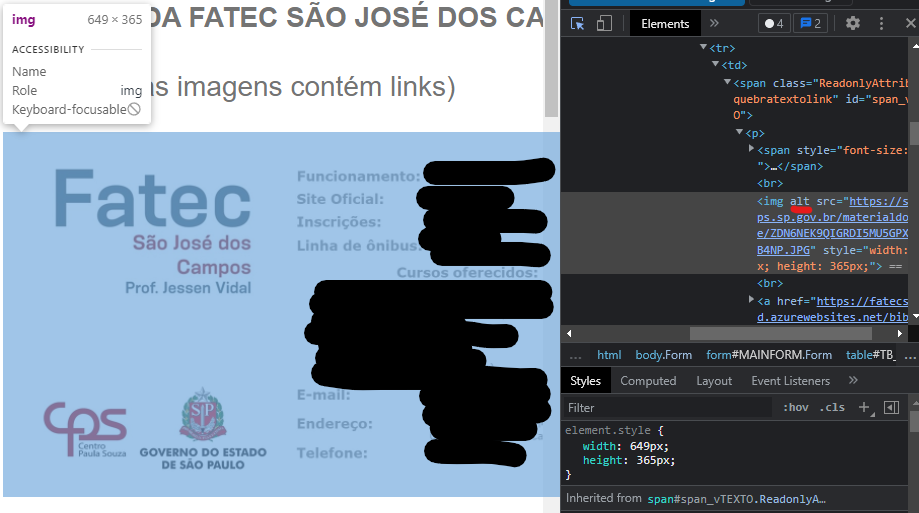 img 649 × 365
ACCESSIBILITY
Name
Role img
Keyboard-focusable
DA FATEC SÃO JOSÉ DOS CA
as imagens contém links)
Fatec
São José dos
Campos
Prof. Jessen Vidal
Funcionamento:
Site Oficial:
Inscrições:
Linha de ônibus:
Cursos oferecidos:
E-mail:
Endereço:
Telefone:
cps
Centro
Paula Souza
SP
GOVERNO DO ESTADO
DE SÃO PAULO
Elements » 4 2
<tr>
<td>
<span class="ReadonlyAttrib
quebratextolink" id="span_v
O">
<p>
<span style="font-size:
">…</span>
<br>
<img alt src="https://s
ps.sp.gov.br/materialdo
e/ZDN6NEK9QIGRDI5MU5GPX
B4NP.JPG" style="width:
x; height: 365px;"> ==
<br>
<a href="https://fatecs
d.azurewebsites.net/bib
… html body.Form form#MAINFORM.Form table#TB_ …
Styles Computed Layout Event Listeners »
Filter :hov .cls +
element.style {
width: 649px;
height: 365px;
}
Inherited from span#span_vTEXTO.ReadonlyA…